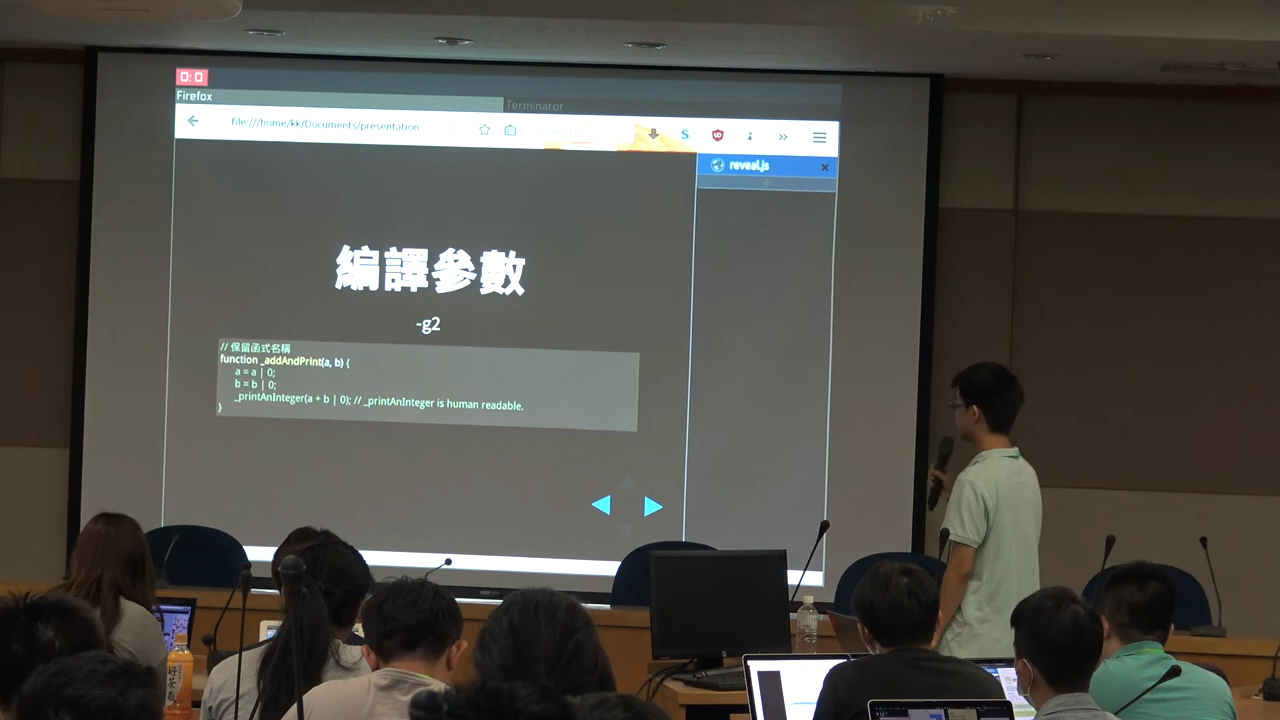 0: 0
Firefox
Terminator
file:///home/kk/Documents/presentation
S
»
reveal.js
編譯參數
-g2
// 保留函式名稱
function _addAndPrint(a, b) {
a = a | 0;
b = b | 0;
_printAnInteger(a + b | 0); // _printAnInteger is human readable.
}